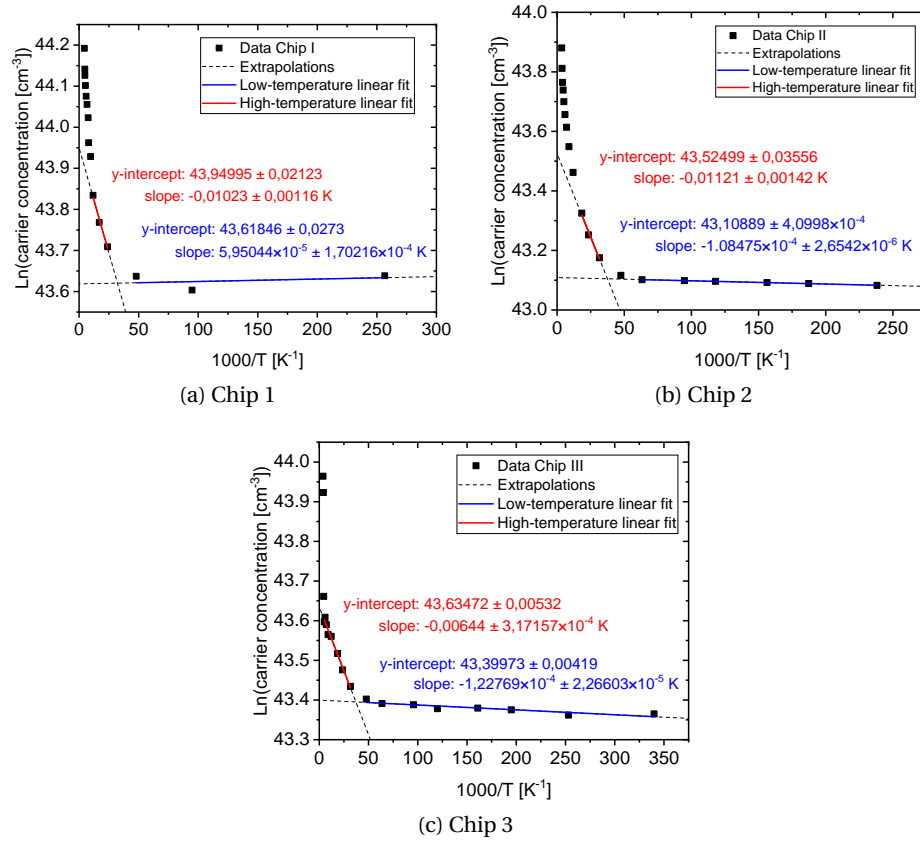 Ln(carrier concentration [cm-3])
44.2
44.1
44.0
43.9
43.8
43.7
43.6
Data Chip I
Extrapolations
Low-temperature linear fit
High-temperature linear fit
y-intercept: 43,94995 ± 0,02123
slope: -0,01023 ± 0,00116 K
y-intercept: 43,61846 ± 0,0273
slope: 5,95044×10-5 ± 1,70216×10-4 K
0 50 100 150 200 250 300
1000/T [K-1]
(a) Chip 1
Ln(carrier concentration [cm-3])
44.0
43.8
43.6
43.4
43.2
43.0
Data Chip II
Extrapolations
Low-temperature linear fit
High-temperature linear fit
y-intercept: 43,52499 ± 0,03556
slope: -0,01121 ± 0,00142 K
y-intercept: 43,10889 ± 4,0998×10-4
slope: -1.08475×10-4 ± 2,6542×10-6 K
0 50 100 150 200 250
1000/T [K-1]
(b) Chip 2
Ln(carrier concentration [cm-3])
44.0
43.9
43.8
43.7
43.6
43.5
43.4
43.3
Data Chip III
Extrapolations
Low-temperature linear fit
High-temperature linear fit
y-intercept: 43,63472 ± 0,00532
slope: -0,00644 ± 3,17157×10-4 K
y-intercept: 43,39973 ± 0,00419
slope: -1,22769×10-4 ± 2,26603×10-5 K
0 25 50 75 100 150 200 250 300 350
1000/T [K-1]
(c) Chip 3